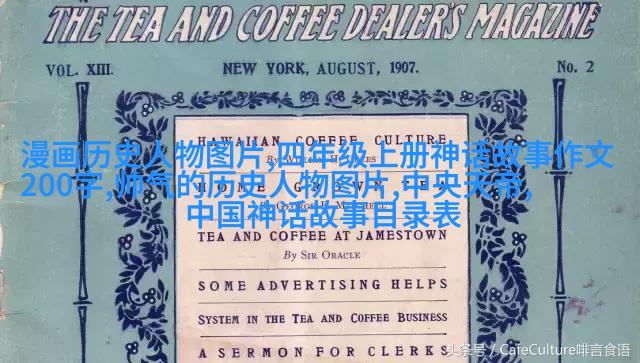 THE TEA AND COFFEE DEALER'S MAGAZINE
VOL. XIII. NEW YORK, AUGUST, 1907. No. 2
HAWAIIAN COFFEE CULTURE
漫画历史人物图片,四年级上册神话故事作文
200字,帅气的历史人物图片,中央天帝,
中国神话故事目录表
TEA AND COFFEE AT JAMESTOWN
By SIR ORACLE
SOME ADVERTISING HELPS
SYSTEM IN THE TEA AND COFFEE BUSINESS
A SERMON FOR CLERKS
头条号 / CafeCulture啡言食语